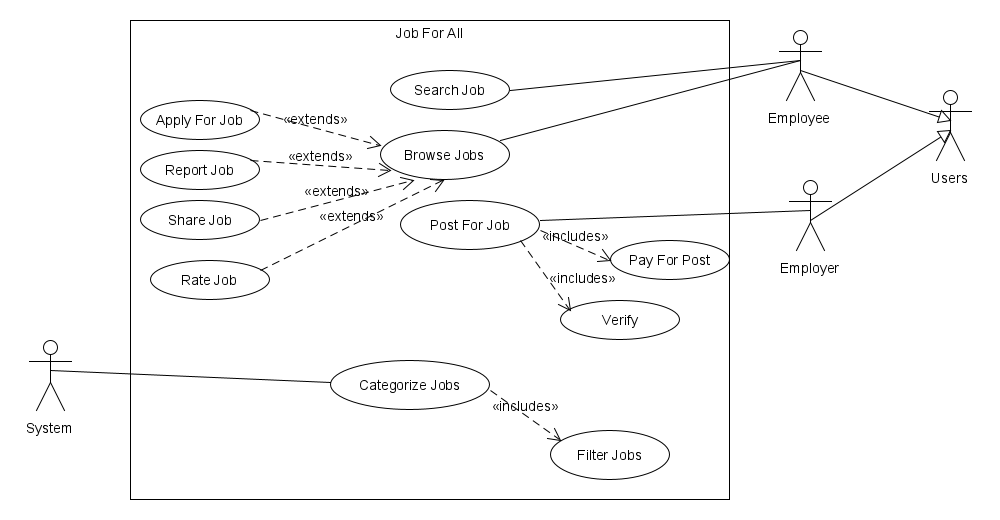 Job For All
Search Job
Apply For Job
«extends»
Employee
Browse Jobs
«extends»
Report Job
Users
«extends»
Share Job
«extends»
Post For Job
«includes»
Pay For Post
Employer
Rate Job
«includes»
Verify
System
Categorize Jobs
«includes»
Filter Jobs